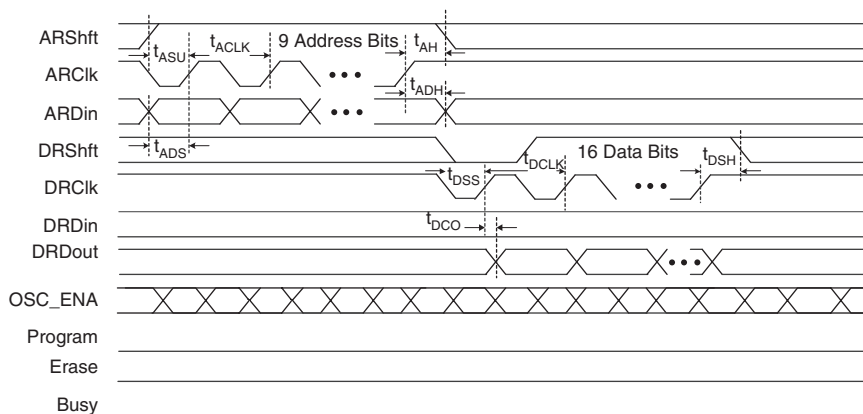 ARShft
tASU tACLK 9 Address Bits tAH
ARClk
tADH
ARDin
tADS
DRShft
16 Data Bits
tDSS tDCLK tDSH
DRClk
DRDin
tDCO
DRDout
OSC_ENA
Program
Erase
Busy